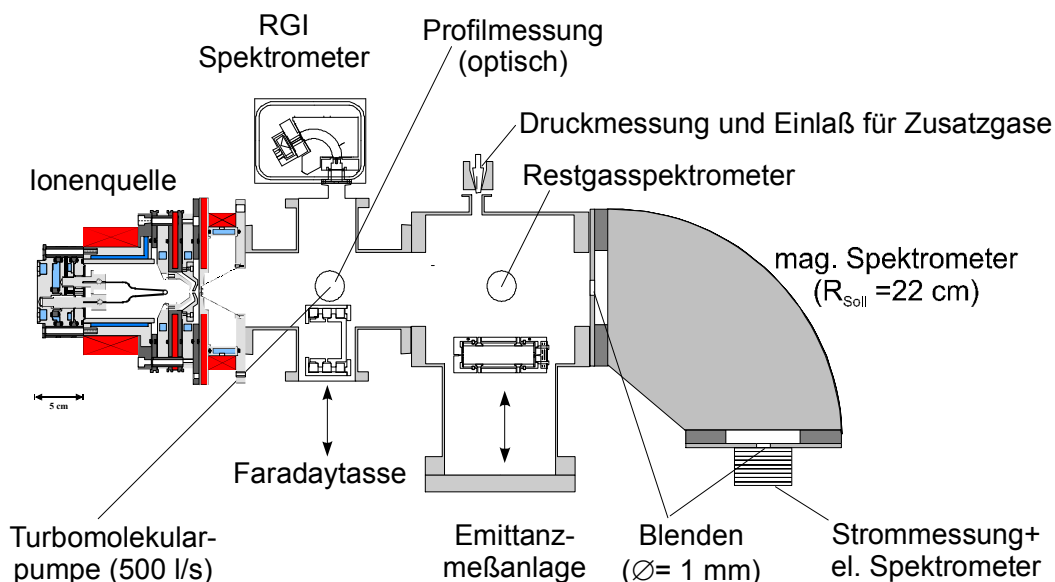 RGI
Spektrometer
Profilmessung
(optisch)
Druckmessung und Einlaß für Zusatzgase
Ionenquelle
Restgasspektrometer
mag. Spektrometer
(R_Soll =22 cm)
5 cm
Faradaytasse
Turbomolekular-
pumpe (500 l/s)
Emittanz-
meßanlage
Blenden
(∅= 1 mm)
Strommessung+
el. Spektrometer